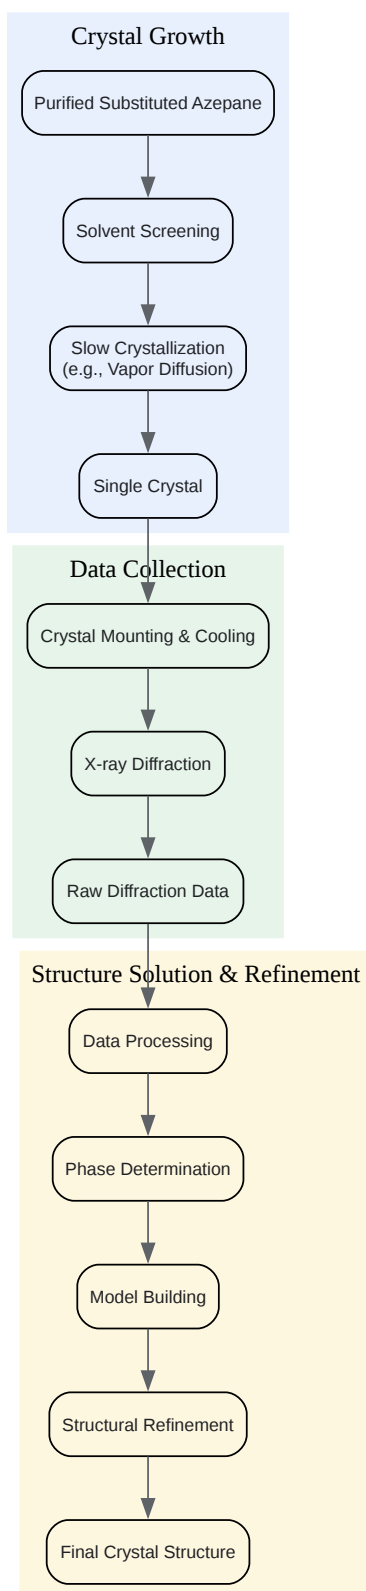 Crystal Growth
Purified Substituted Azepane
Solvent Screening
Slow Crystallization
(e.g., Vapor Diffusion)
Single Crystal
Data Collection
Crystal Mounting & Cooling
X-ray Diffraction
Raw Diffraction Data
Structure Solution & Refinement
Data Processing
Phase Determination
Model Building
Structural Refinement
Final Crystal Structure